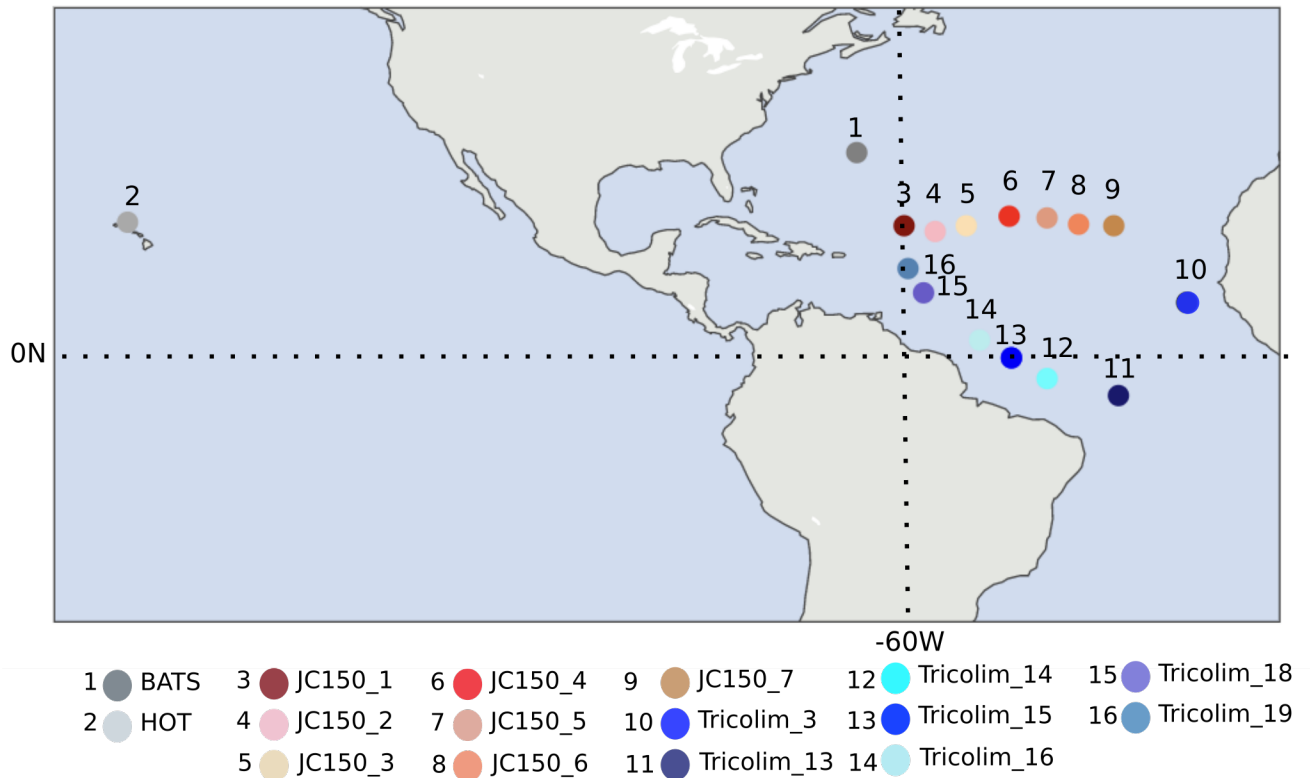 1
2
3 4 5 6 7 8 9
16
15
10
14
13
12
0N
11
-60W
1 BATS
2 HOT
3 JC150_1
4 JC150_2
5 JC150_3
6 JC150_4
7 JC150_5
8 JC150_6
9 JC150_7
10 Tricolim_3
11 Tricolim_13
12 Tricolim_14
13 Tricolim_15
14 Tricolim_16
15 Tricolim_18
16 Tricolim_19